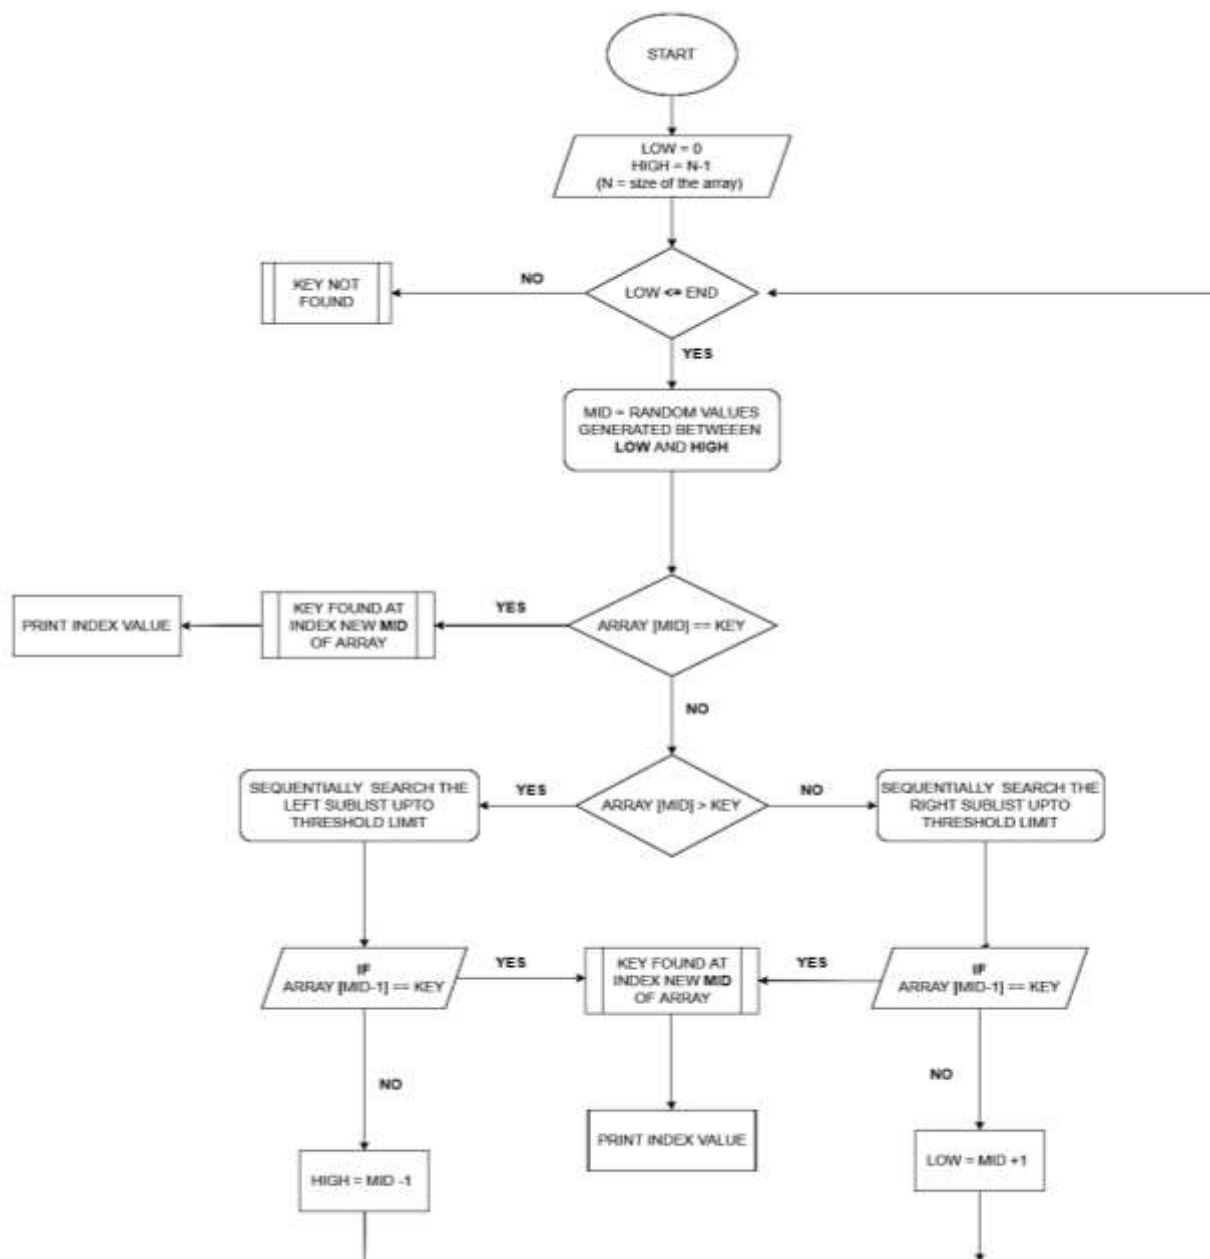 START
LOW = 0
HIGH = N-1
(N = size of the array)
NO
KEY NOT
FOUND
LOW <= END
YES
MID = RANDOM VALUES
GENERATED BETWEEEN
LOW AND HIGH
PRINT INDEX VALUE
KEY FOUND AT
INDEX NEW MID
OF ARRAY
YES
ARRAY [MID] == KEY
NO
SEQUENTIALLY SEARCH THE
LEFT SUBLIST UPTO
THRESHOLD LIMIT
YES
ARRAY [MID] > KEY
NO
SEQUENTIALLY SEARCH THE
RIGHT SUBLIST UPTO
THRESHOLD LIMIT
IF
ARRAY [MID-1] == KEY
YES
KEY FOUND AT
INDEX NEW MID
OF ARRAY
YES
IF
ARRAY [MID-1] == KEY
NO
NO
PRINT INDEX VALUE
HIGH = MID -1
LOW = MID +1